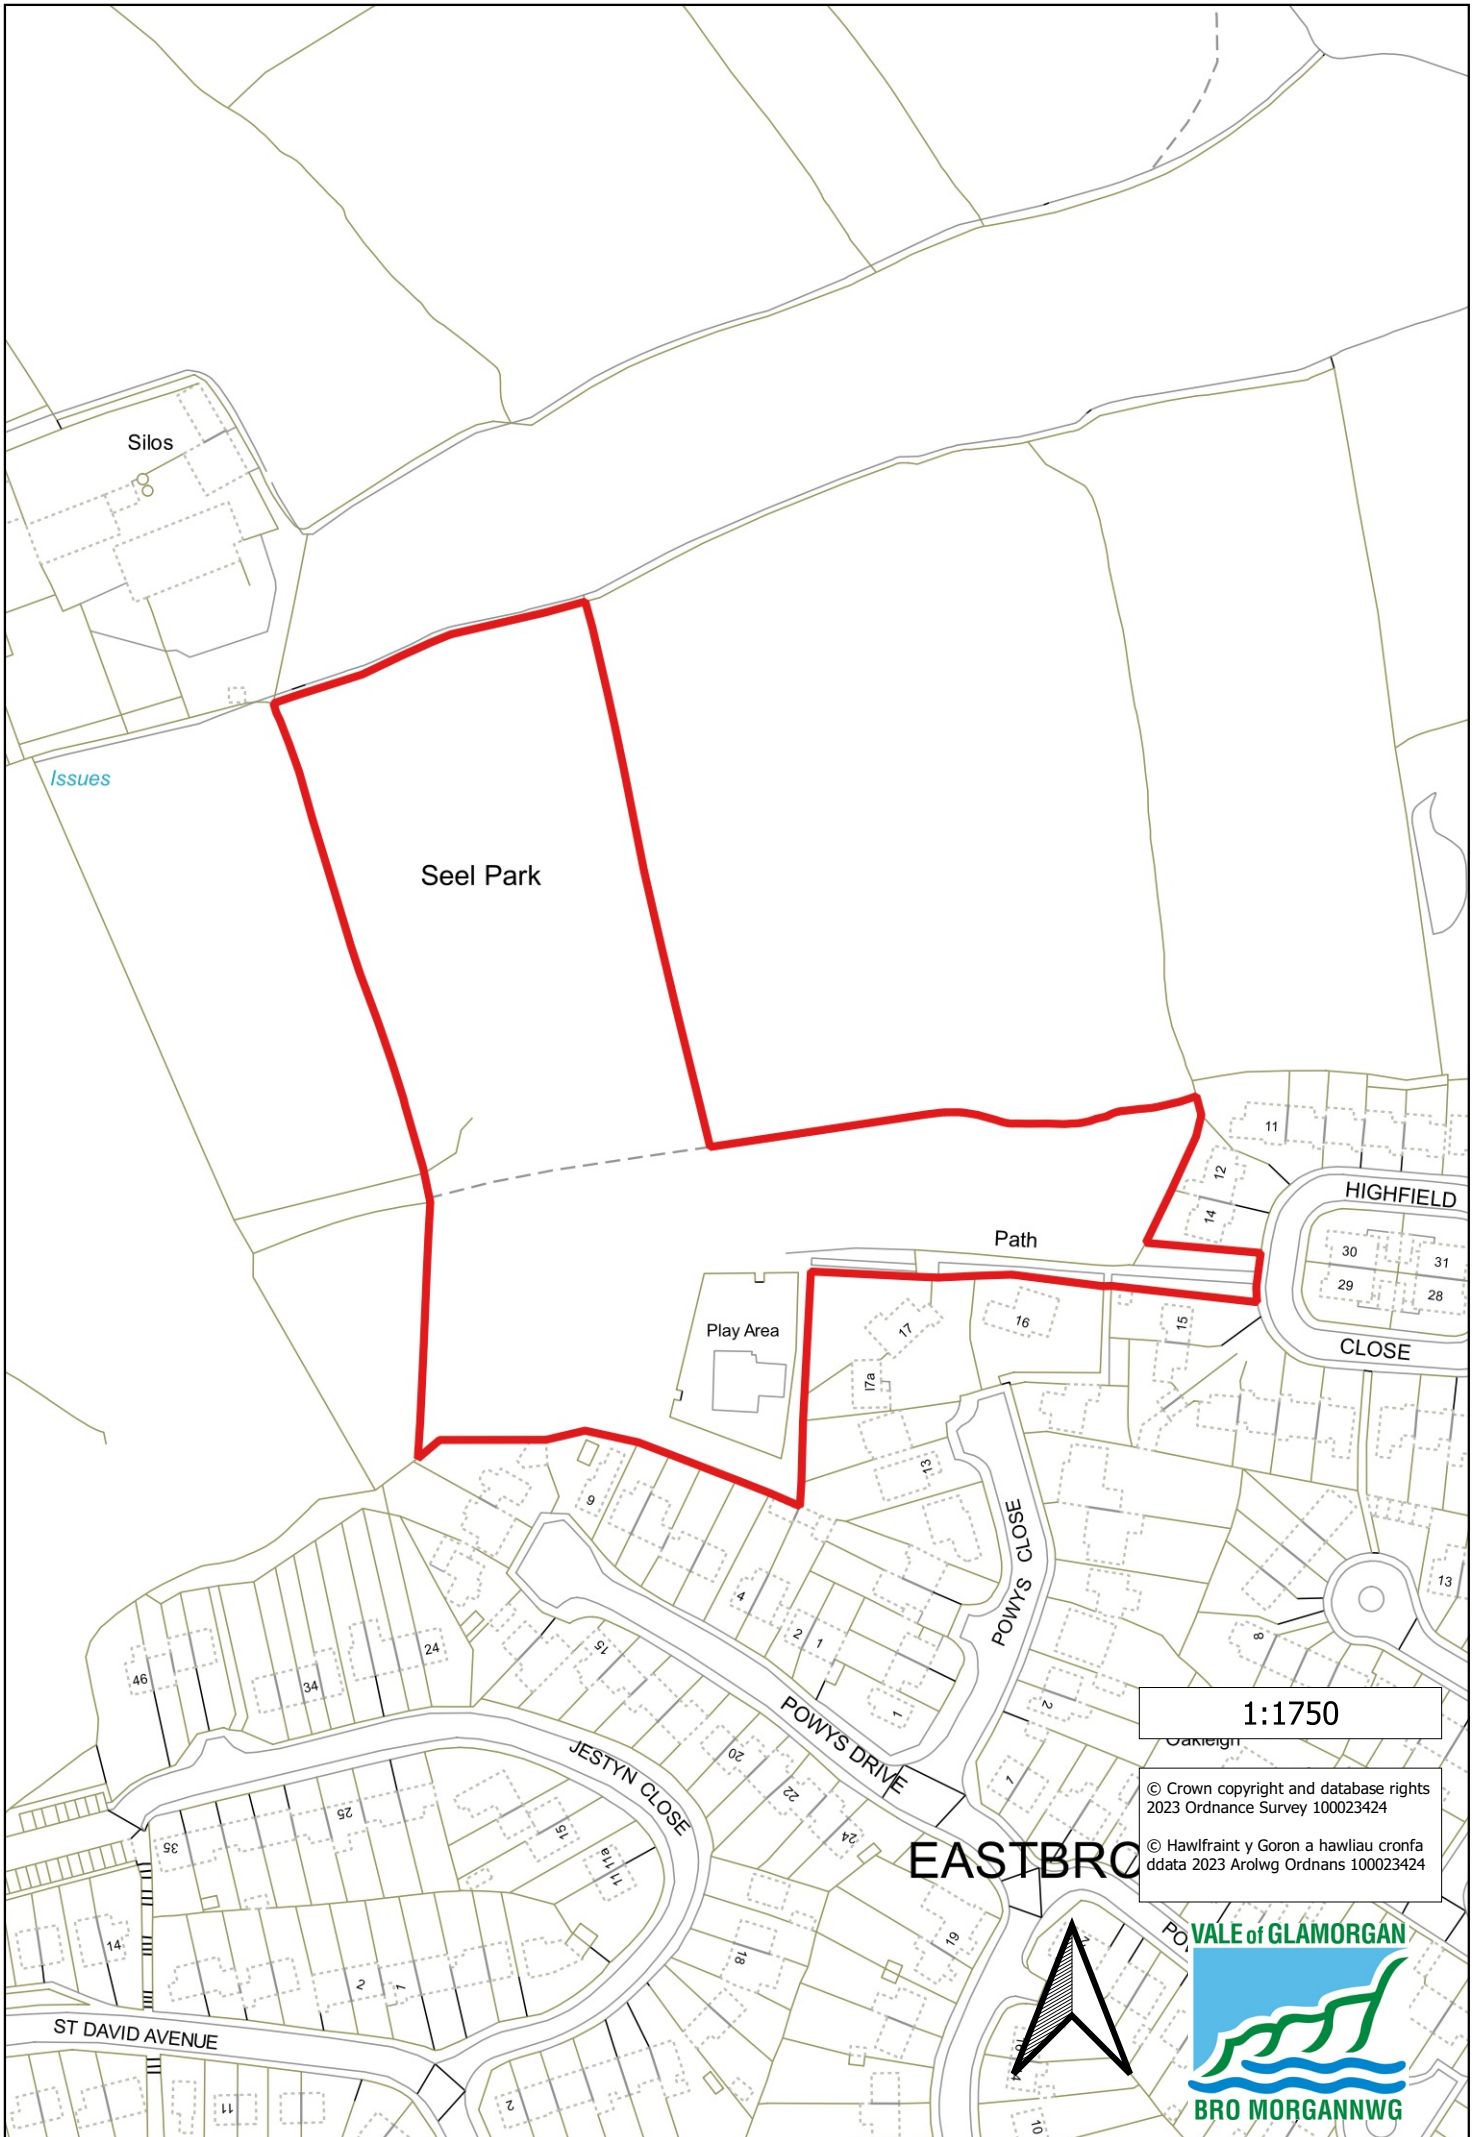 Silos
Issues
Seel Park
11
12
HIGHFIELD
14
Path
30
31
29
28
Play Area
17
16
15
CLOSE
17a
13
9
POWYS CLOSE
13
4
8
2
1
15
24
46
34
2
1
POWYS DRIVE
1:1750
JESTYN CLOSE
20
1
22
© Crown copyright and database rights
2023 Ordnance Survey 100023424
© Hawlfraint y Goron a hawliau cronfa
ddata 2023 Arolwg Ordnans 100023424
25
15
24
35
11a
EASTBRO
14
18
19
PO
VALE of GLAMORGAN
2
1
ST DAVID AVENUE
11
2
10
BRO MORGANNWG